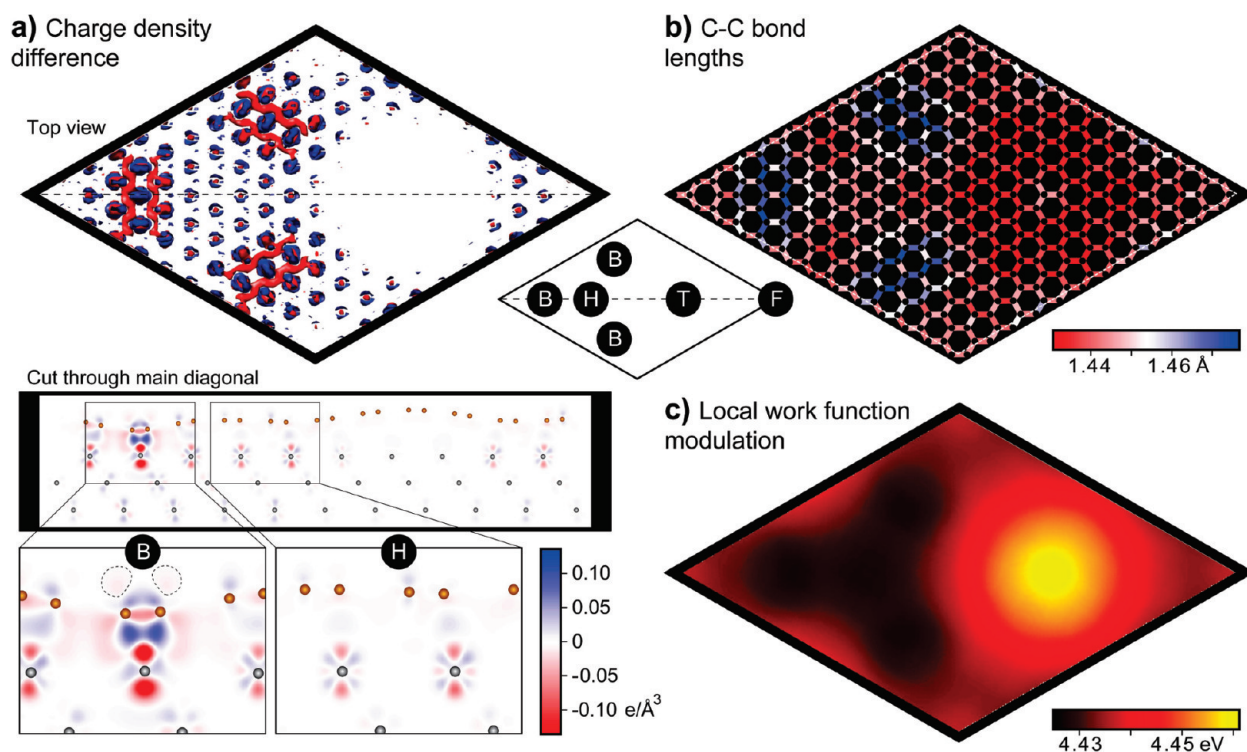 a) Charge density
difference
Top view
b) C-C bond
lengths
B
B H T F
B
1.44 1.46 Å
Cut through main diagonal
c) Local work function
modulation
B
H
0.10
0.05
0
-0.05
-0.10 e/Å³
4.43 4.45 eV